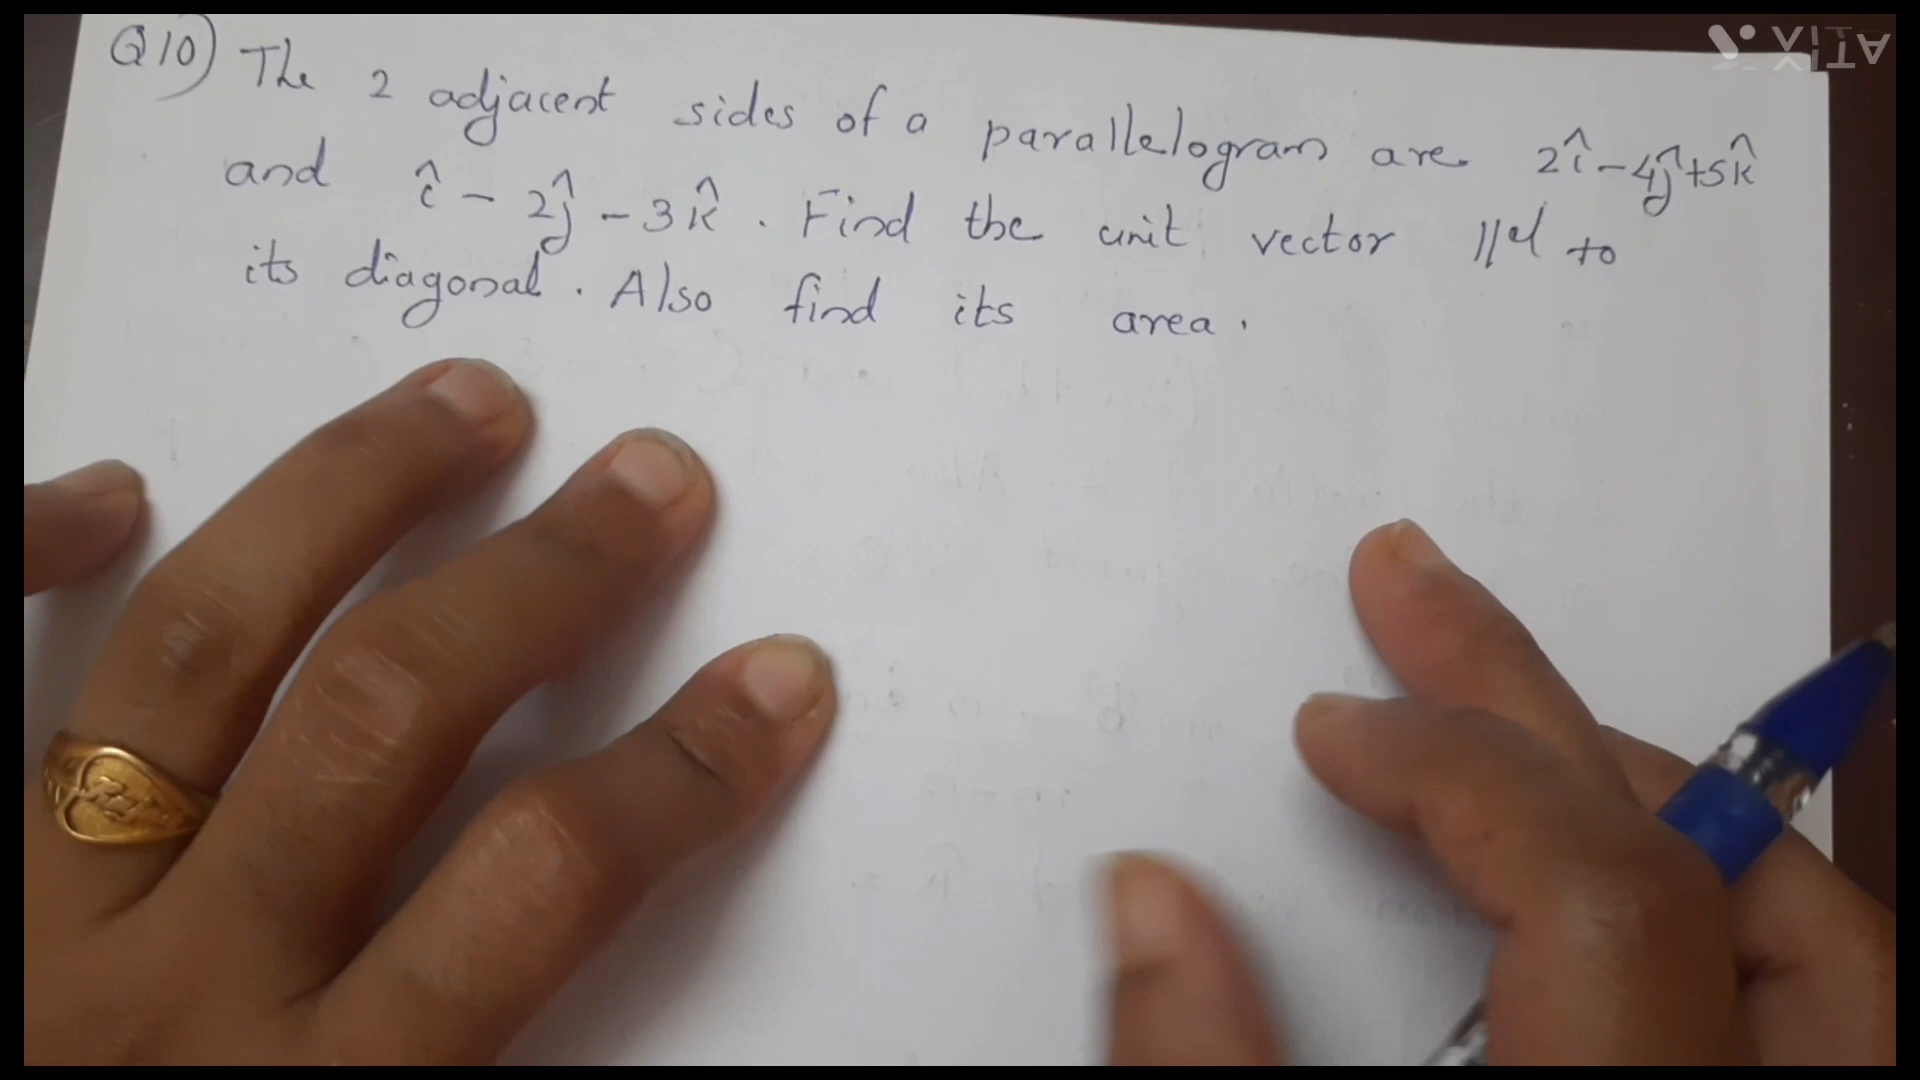 Q10) The 2 adjacent sides of a parallelogram are 2î - 4ĵ + 5k̂
and î - 2ĵ - 3k̂. Find the unit vector ||el to
its diagonal. Also find its area.